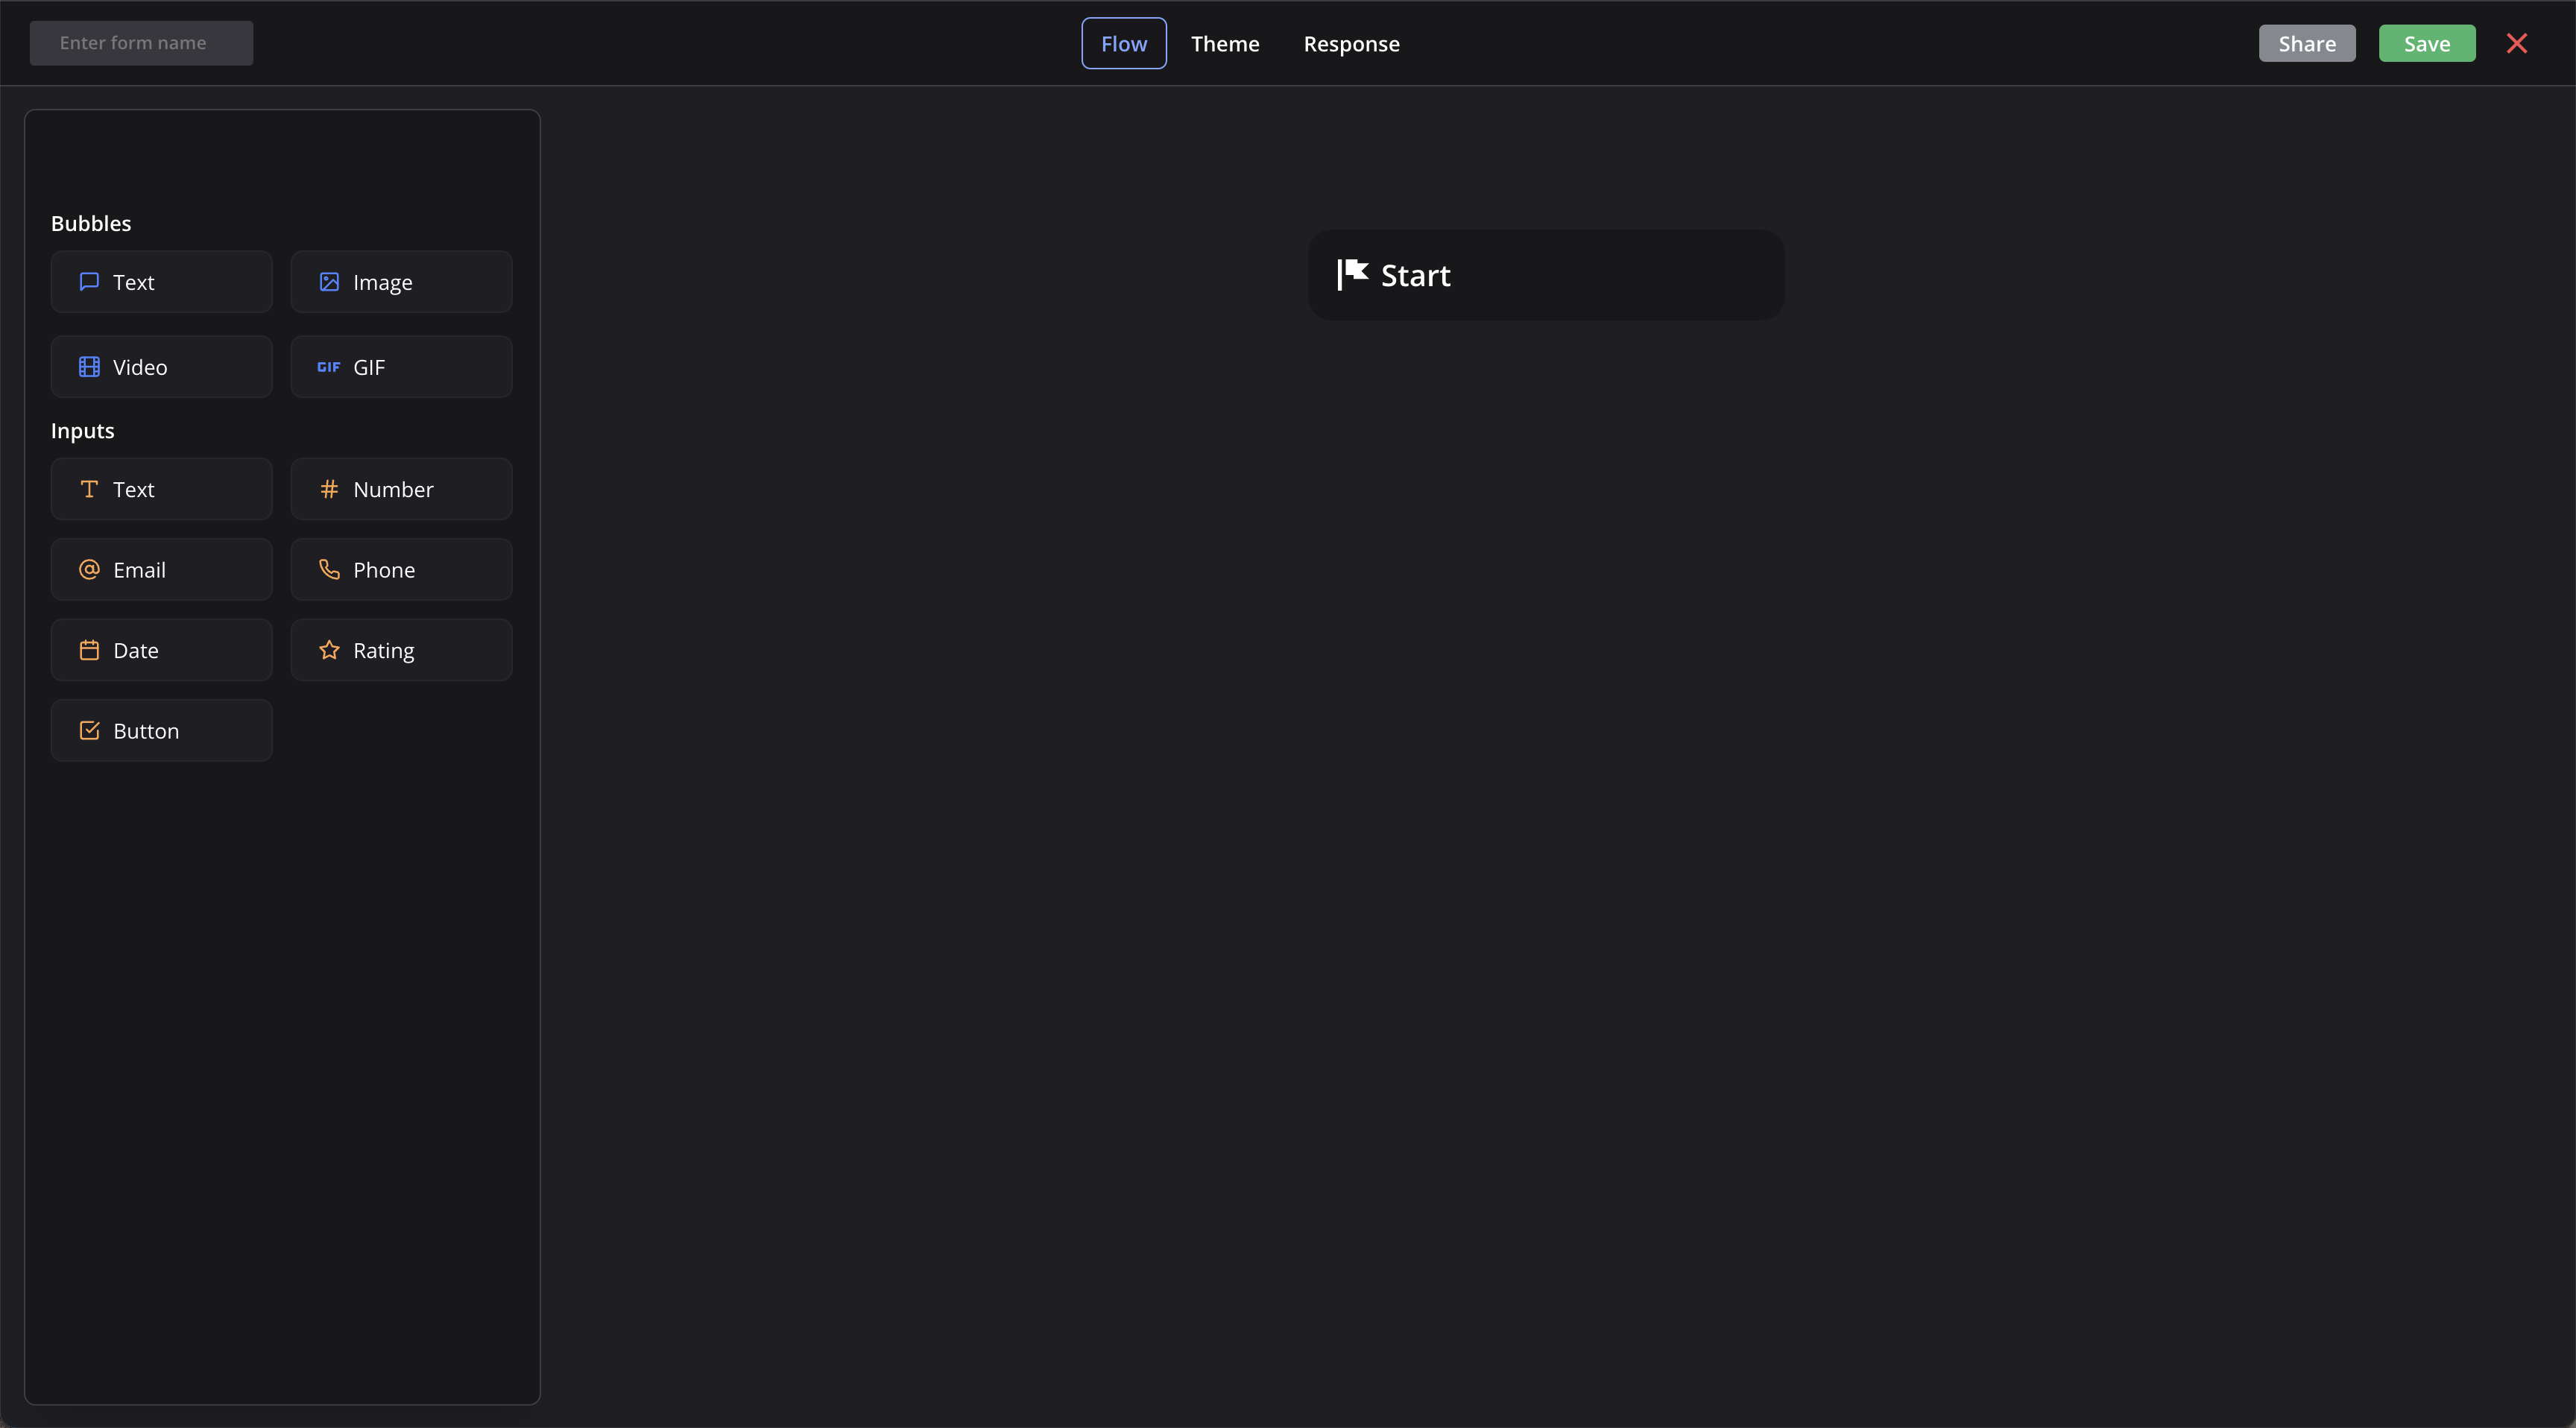 Enter form name
Flow Theme Response
Share Save
Bubbles
Text Image
Video GIF GIF
Inputs
Text Number
Email Phone
Date Rating
Button
Start